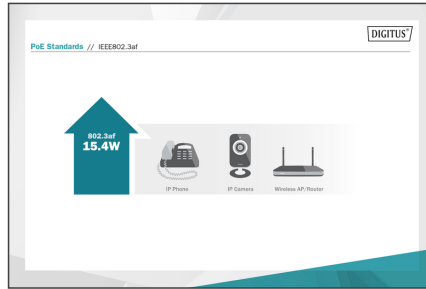 DIGITUS®
PoE Standards // IEEE802.3af
802.3af
15.4W
IP Phone
IP Camera
Wireless AP/Router